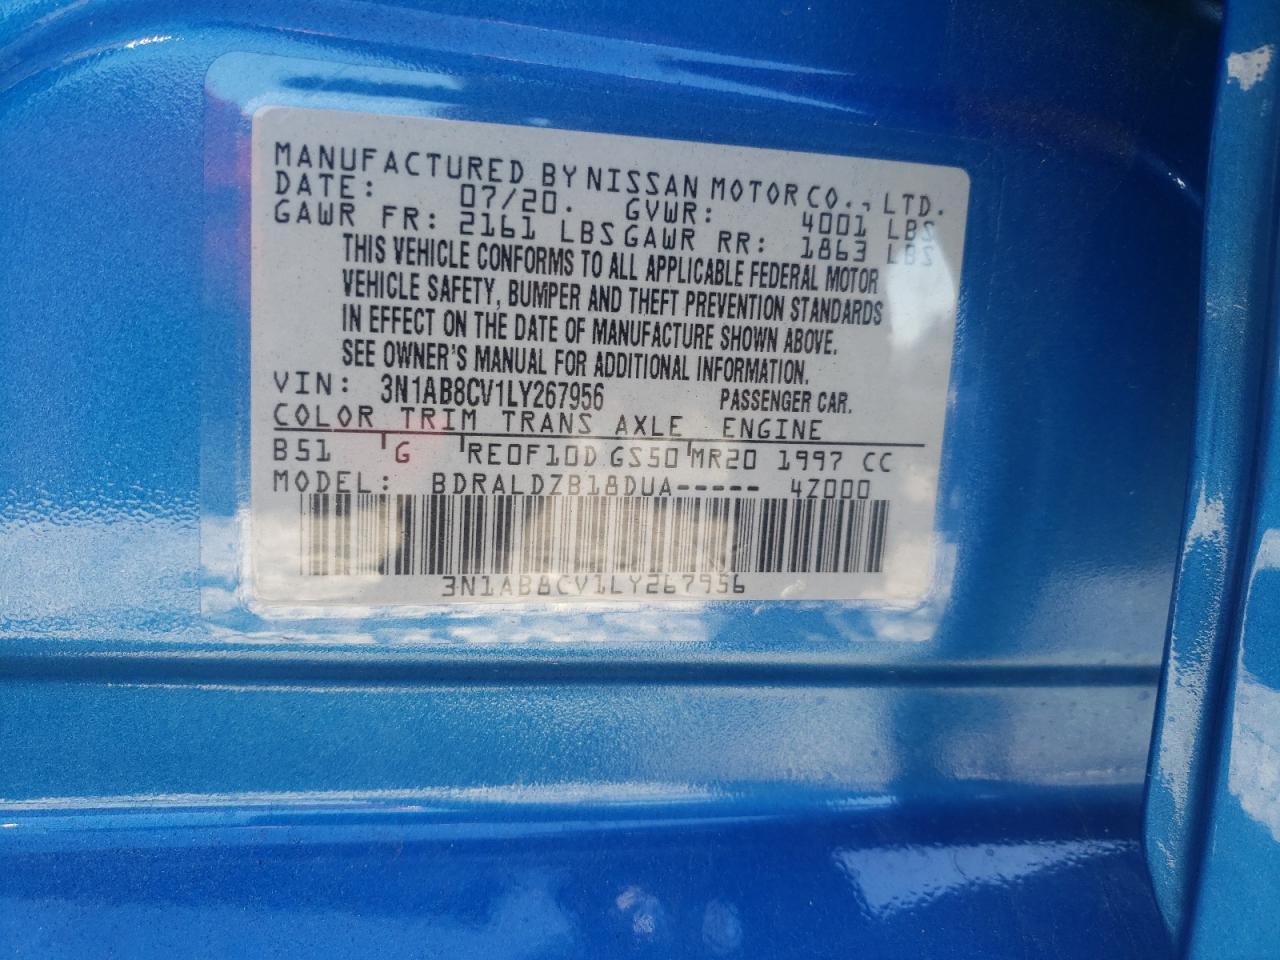 MANUFACTURED BY NISSAN MOTOR CO., LTD.
DATE: 07/20. GVWR: 4001 LBS
GAWR FR: 2161 LBS GAWR RR: 1863 LBS
THIS VEHICLE CONFORMS TO ALL APPLICABLE FEDERAL MOTOR
VEHICLE SAFETY, BUMPER AND THEFT PREVENTION STANDARDS
IN EFFECT ON THE DATE OF MANUFACTURE SHOWN ABOVE.
SEE OWNER'S MANUAL FOR ADDITIONAL INFORMATION.
VIN: 3N1AB8CV1LY267956 PASSENGER CAR.
COLOR TRIM TRANS AXLE ENGINE
B51 G RE0F10D GS50 MR20 1997 CC
MODEL: BDRALDZB18DUA----- 4Z000
3N1AB8CV1LY267956